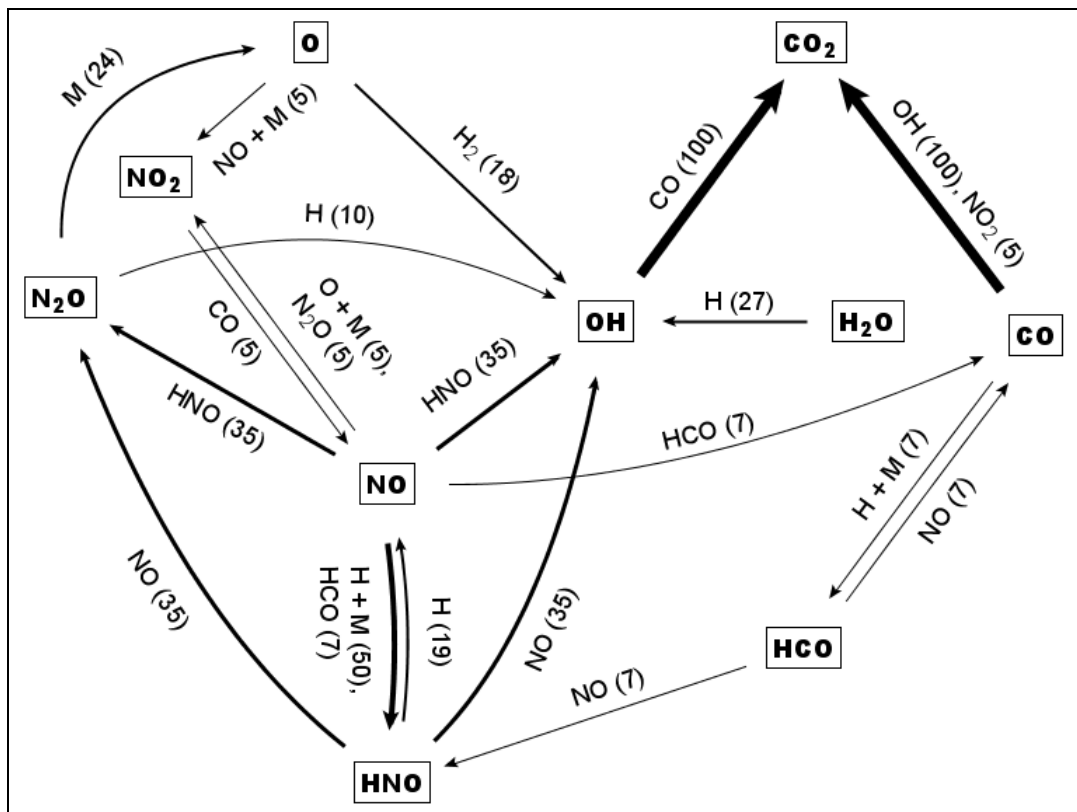 O
CO₂
M (24)
NO + M (5)
H₂ (18)
CO (100)
OH (100), NO₂ (5)
NO₂
H (10)
N₂O
CO (5)
O + M (5),
N₂O (5)
OH
H (27)
H₂O
CO
HNO (35)
HNO (35)
HCO (7)
NO
H + M (7)
NO (7)
NO (35)
H + M (50),
HCO (7)
H (19)
NO (35)
HCO
NO (7)
HNO